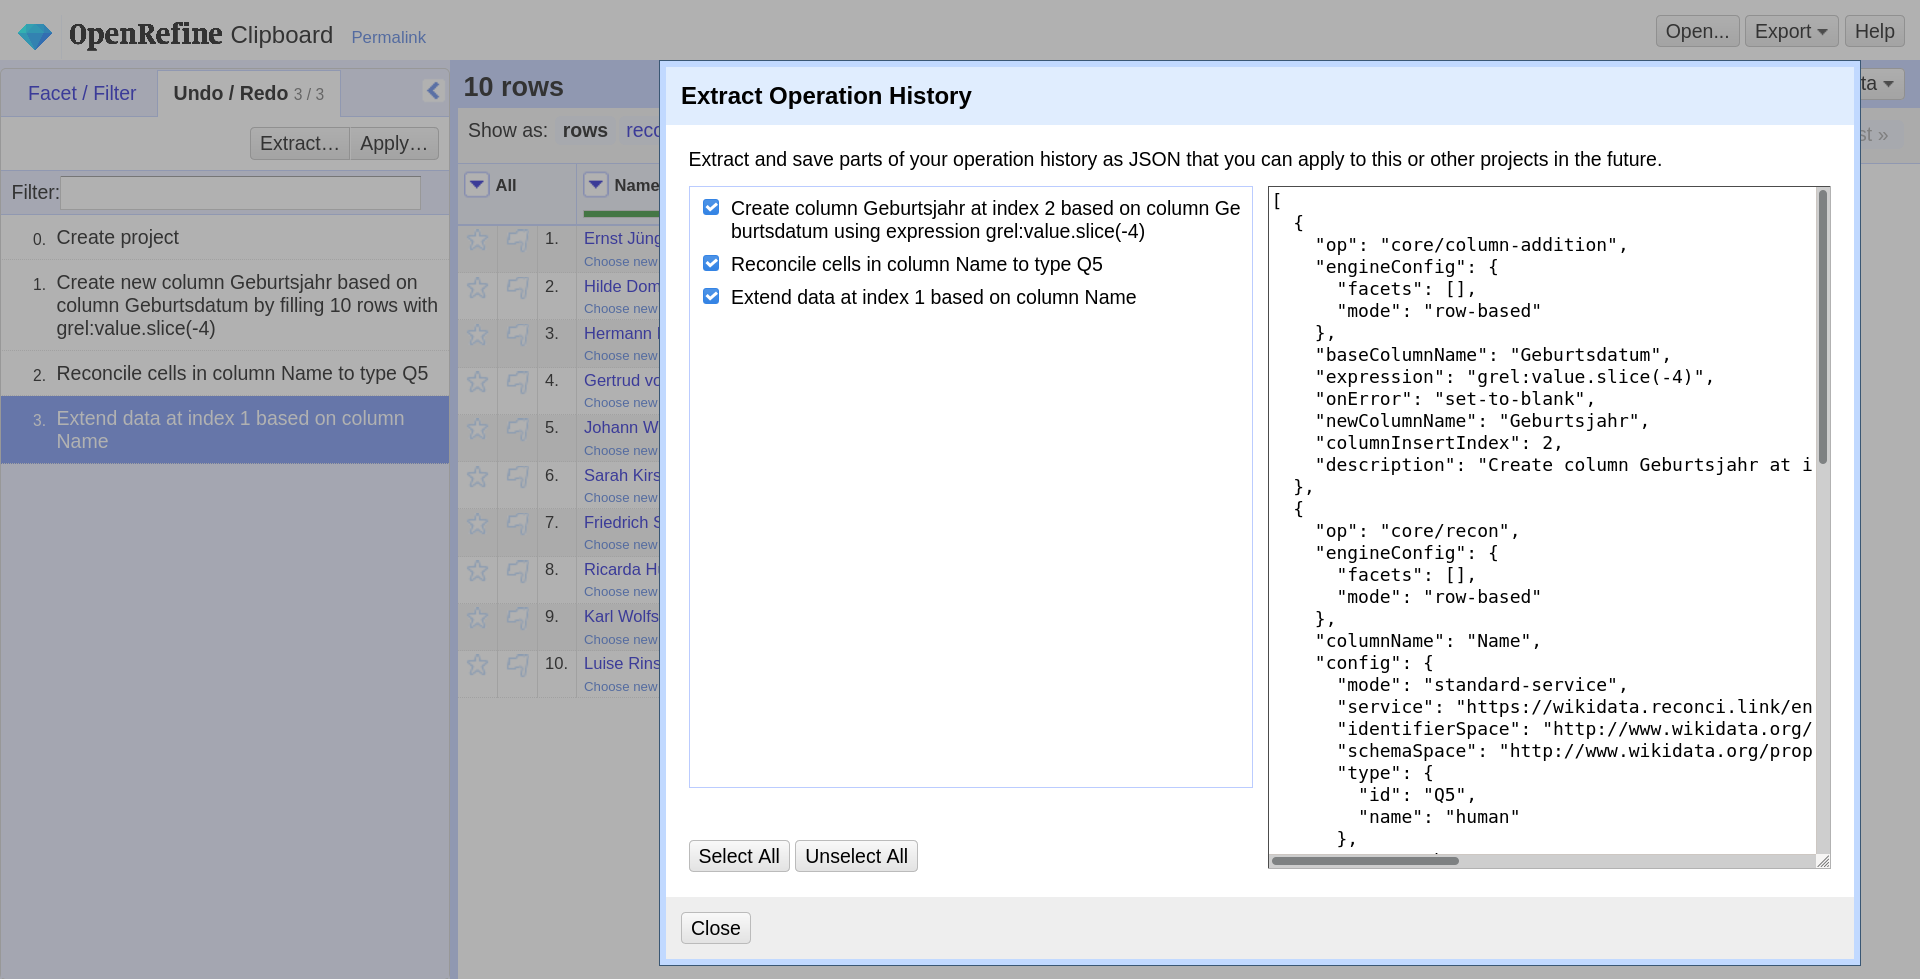 OpenRefine Clipboard Permalink
Open... Export Help
Facet / Filter
Undo / Redo 3 / 3
Extract… Apply…
Filter:
0. Create project
1. Create new column Geburtsjahr based on
column Geburtsdatum by filling 10 rows with
grel:value.slice(-4)
2. Reconcile cells in column Name to type Q5
3. Extend data at index 1 based on column
Name
10 rows
Show as: rows
All
Name
1. Ernst
Choose new
2. Hilde
Choose new
3. Hermann
Choose new
4. Gertrud
Choose new
5. Johann
Choose new
6. Sarah
Choose new
7. Friedrich
Choose new
8. Ricarda
Choose new
9. Karl
Choose new
10. Luise
Choose new
Extract Operation History
Extract and save parts of your operation history as JSON that you can apply to this or other projects in the future.
Create column Geburtsjahr at index 2 based on column Ge
burtsdatum using expression grel:value.slice(-4)
Reconcile cells in column Name to type Q5
Extend data at index 1 based on column Name
Select All Unselect All
[
{
"op": "core/column-addition",
"engineConfig": {
"facets": [],
"mode": "row-based"
},
"baseColumnName": "Geburtsdatum",
"expression": "grel:value.slice(-4)",
"onError": "set-to-blank",
"newColumnName": "Geburtsjahr",
"columnInsertIndex": 2,
"description": "Create column Geburtsjahr at i
},
{
"op": "core/recon",
"engineConfig": {
"facets": [],
"mode": "row-based"
},
"columnName": "Name",
"config": {
"mode": "standard-service",
"service": "https://wikidata.reconci.link/en
"identifierSpace": "http://www.wikidata.org/
"schemaSpace": "http://www.wikidata.org/prop
"type": {
"id": "Q5",
"name": "human"
},
Close